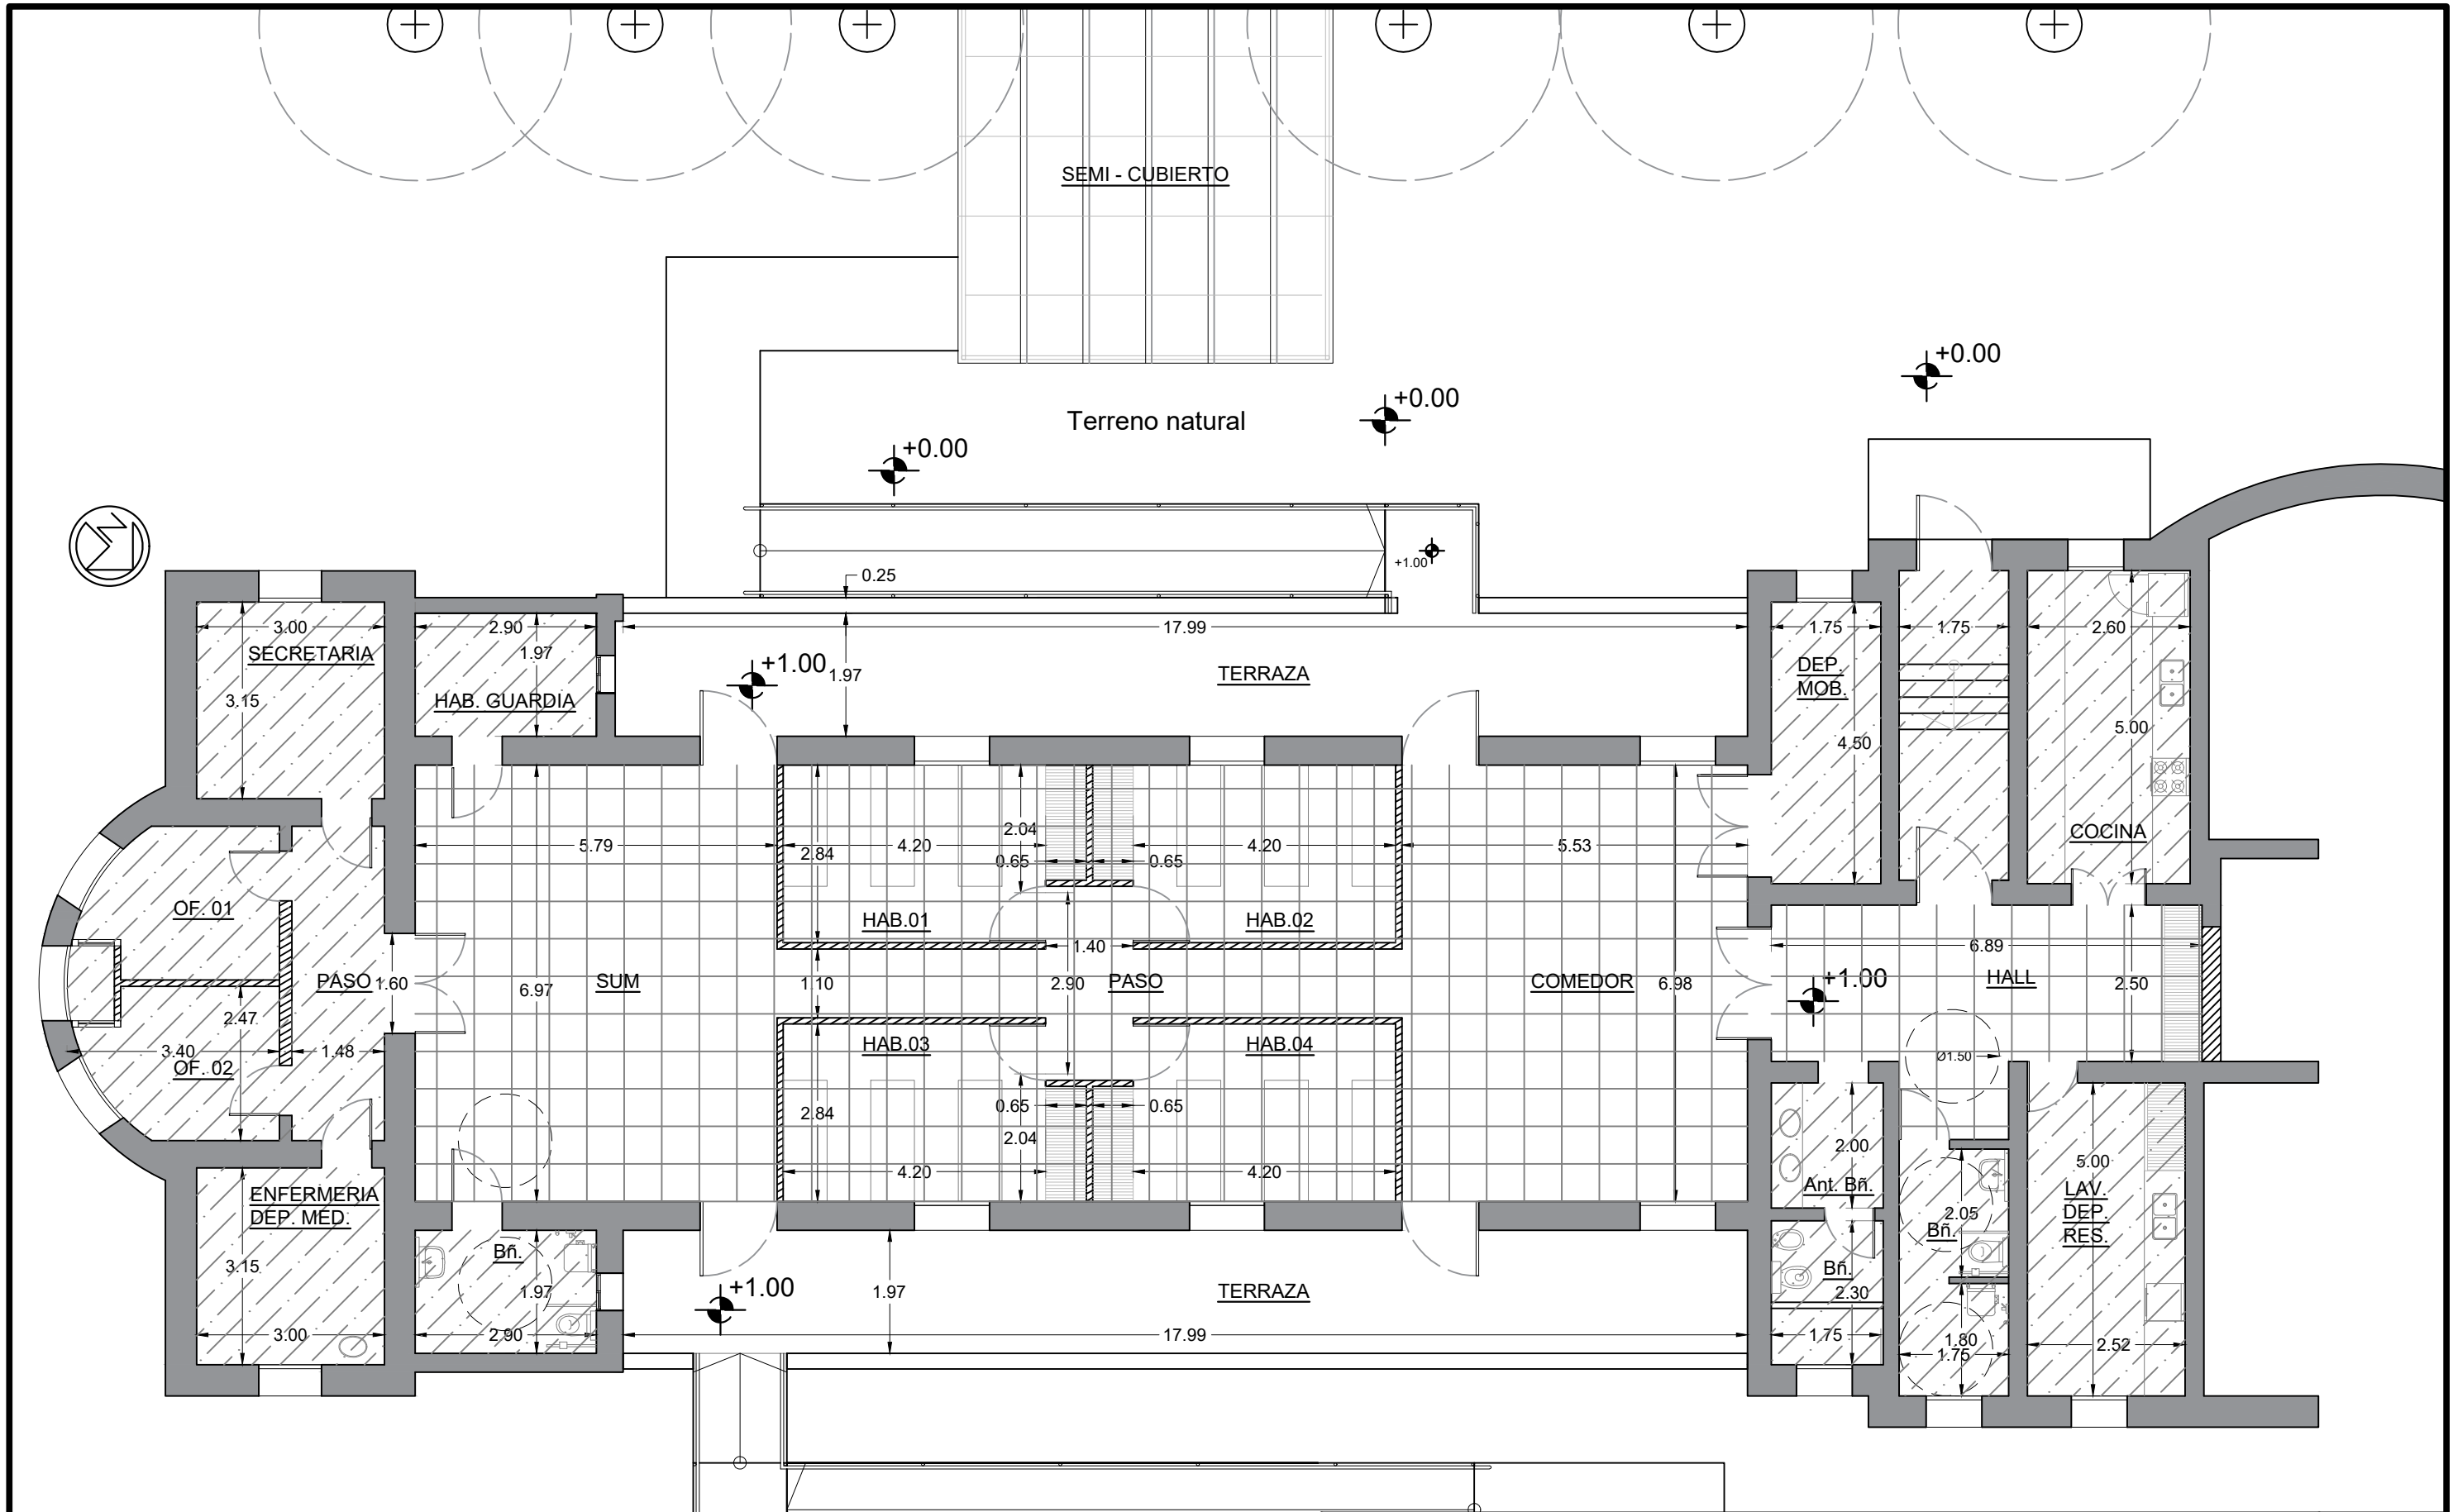 SEMI - CUBIERTO
+0.00
+0.00
Terreno natural
+0.00
+1.00
0.25
3.00
SECRETARIA
3.15
2.90
1.97
HAB. GUARDIA
17.99
+1.00
1.97
TERRAZA
1.75
DEP.
MOB.
4.50
1.75
2.60
5.00
COCINA
5.79
2.84
4.20
2.04
0.65
0.65
4.20
5.53
HAB.01
HAB.02
OF. 01
PASO
1.60
2.47
3.40
1.48
OF. 02
6.97
SUM
1.10
1.40
2.90
PASO
COMEDOR
6.98
6.89
+1.00
HALL
2.50
Ø1.50
HAB.03
HAB.04
2.84
0.65
0.65
2.04
4.20
4.20
ENFERMERIA
DEP. MED.
3.15
3.00
Bñ.
1.97
2.90
+1.00
1.97
TERRAZA
17.99
2.00
Ant. Bñ.
Bñ.
2.30
1.75
2.05
Bñ.
1.80
1.75
5.00
LAV.
DEP.
RES.
2.52